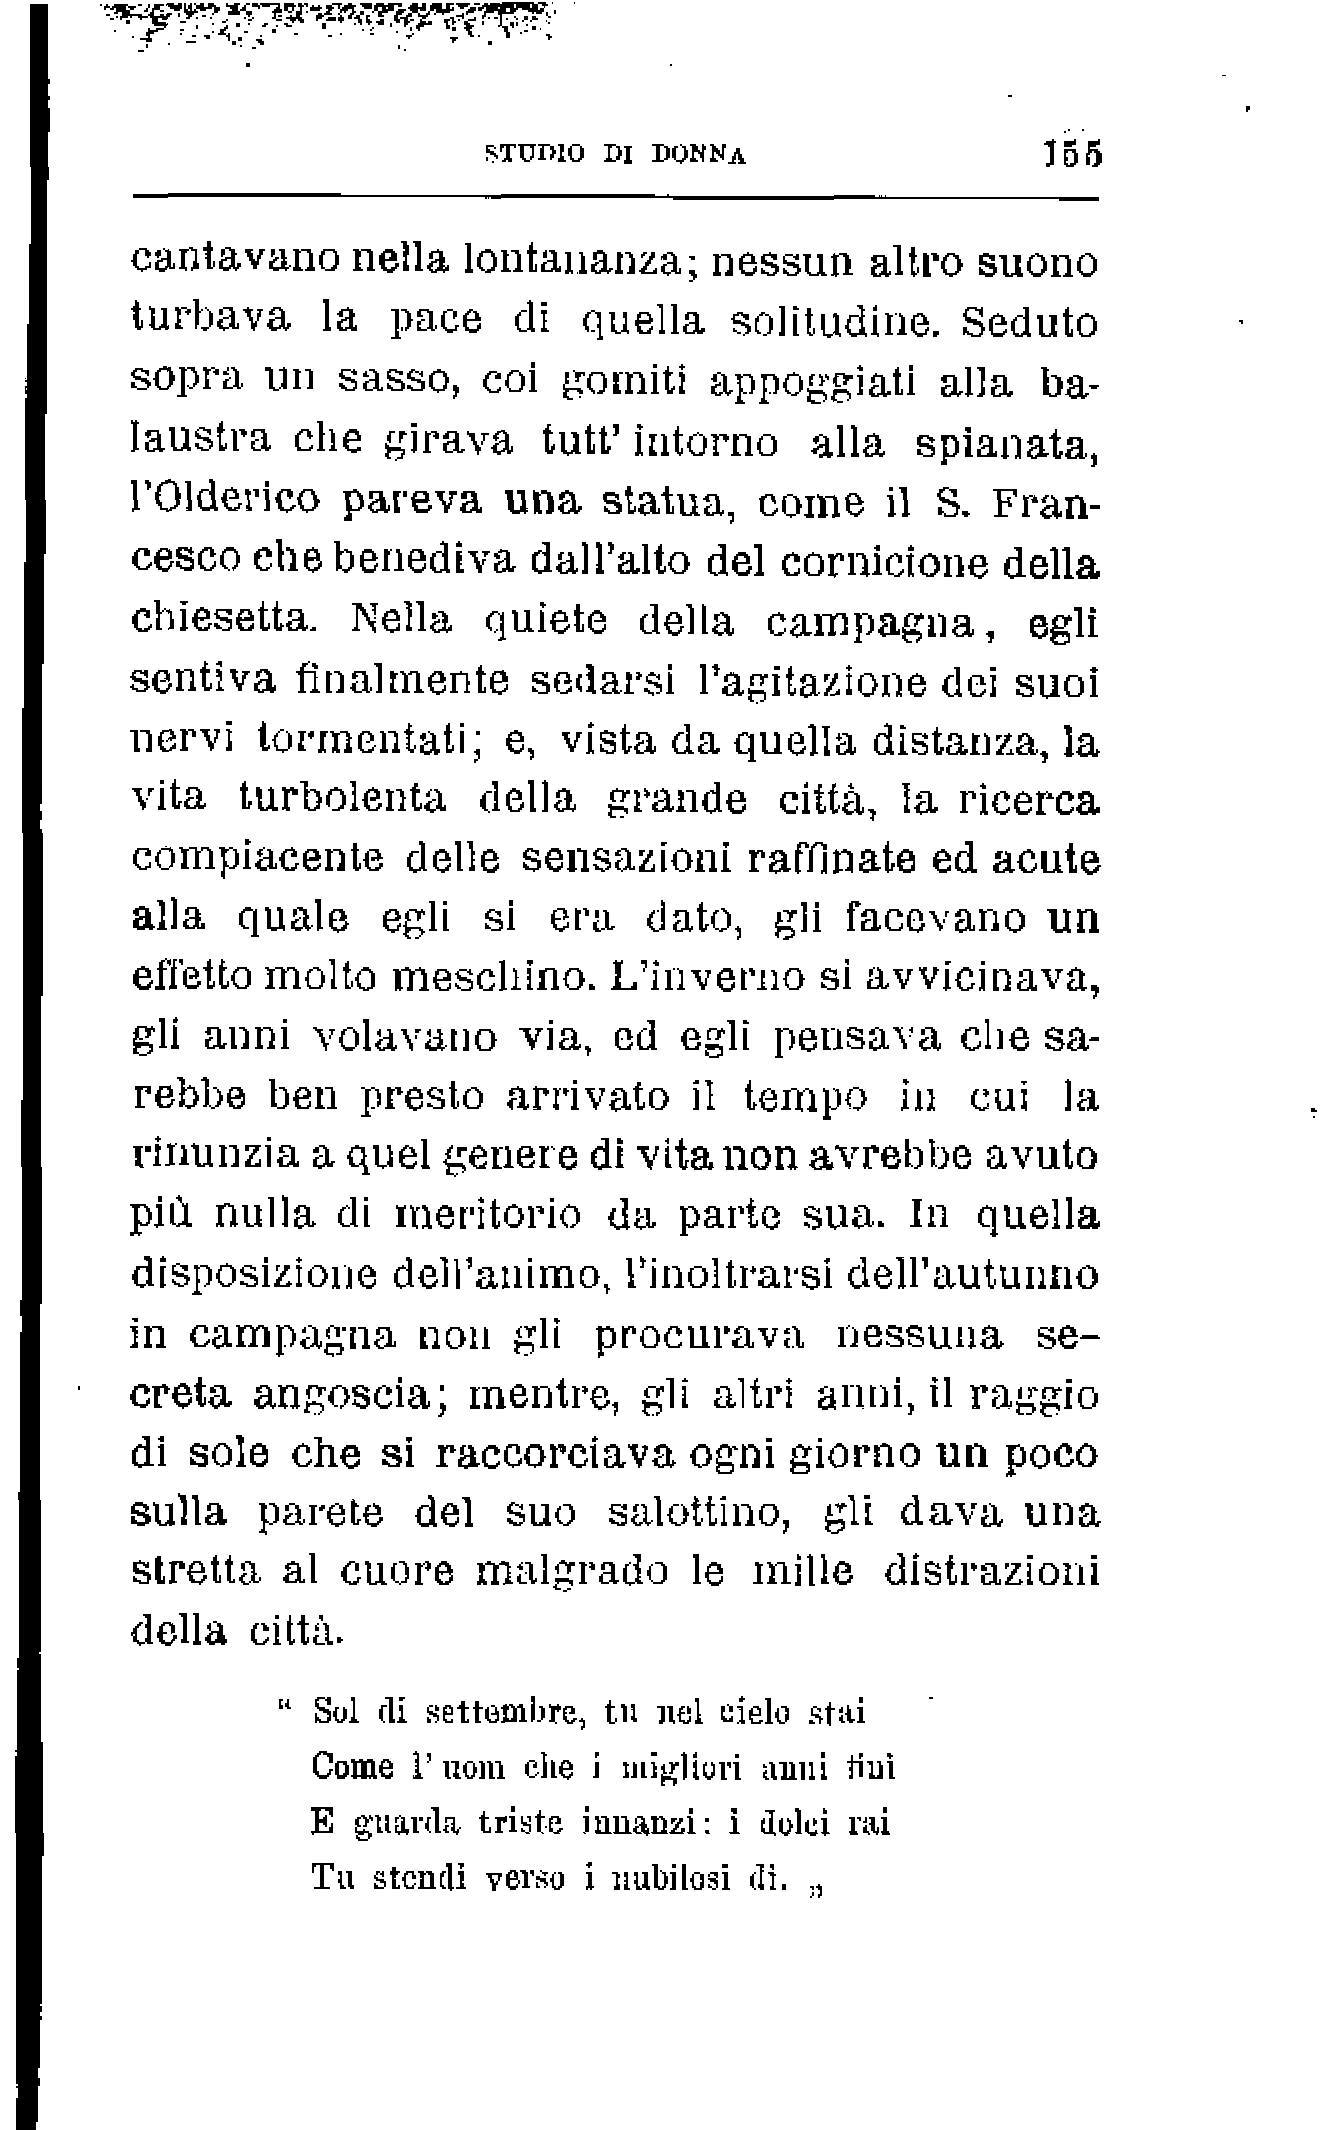 STUDIO DI DONNA 155
cantavano nella lontananza; nessun altro suono
turbava la pace di quella solitudine. Seduto
sopra un sasso, coi gomiti appoggiati alla ba-
laustra che girava tutt' intorno alla spianata,
l'Olderico pareva una statua, come il S. Fran-
cesco che benediva dall'alto del cornicione della
chiesetta. Nella quiete della campagna, egli
sentiva finalmente sedarsi l'agitazione dei suoi
nervi tormentati; e, vista da quella distanza, la
vita turbolenta della grande città, la ricerca
compiacente delle sensazioni raffinate ed acute
alla quale egli si era dato, gli facevano un
effetto molto meschino. L'inverno si avvicinava,
gli anni volavano via, ed egli pensava che sa-
rebbe ben presto arrivato il tempo in cui la
rinunzia a quel genere di vita non avrebbe avuto
più nulla di meritorio da parte sua. In quella
disposizione dell'animo, l'inoltrarsi dell'autunno
in campagna non gli procurava nessuna se-
creta angoscia; mentre, gli altri anni, il raggio
di sole che si raccorciava ogni giorno un poco
sulla parete del suo salottino, gli dava una
stretta al cuore malgrado le mille distrazioni
della città.
“ Sol di settembre, tu nel cielo stai
Come l' uom che i migliori anni finì
E guarda triste innanzi: i dolci rai
Tu stendi verso i nubilosi dì. „